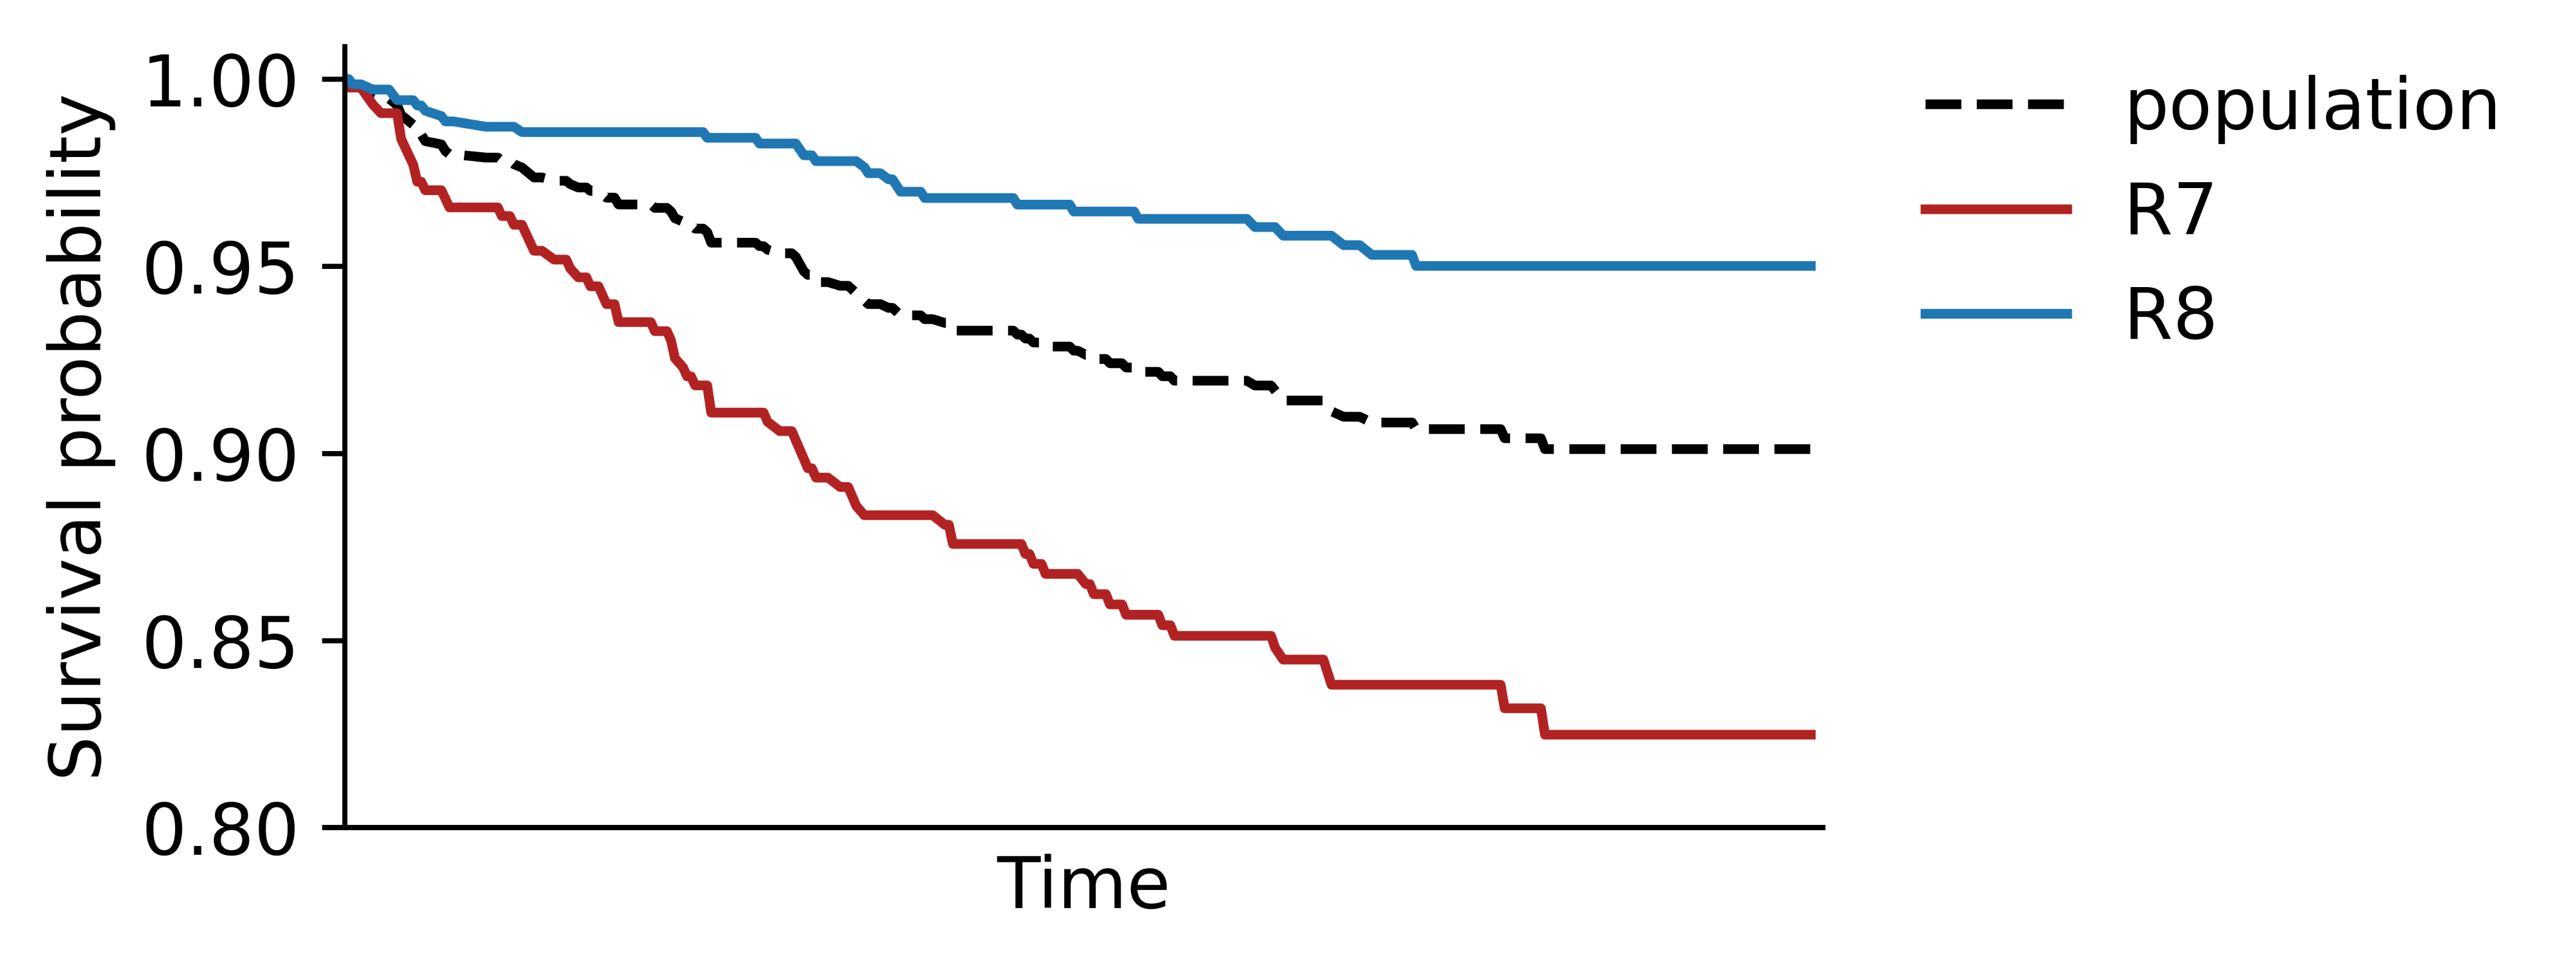 Survival probability
1.00
0.95
0.90
0.85
0.80
Time
population
R7
R8